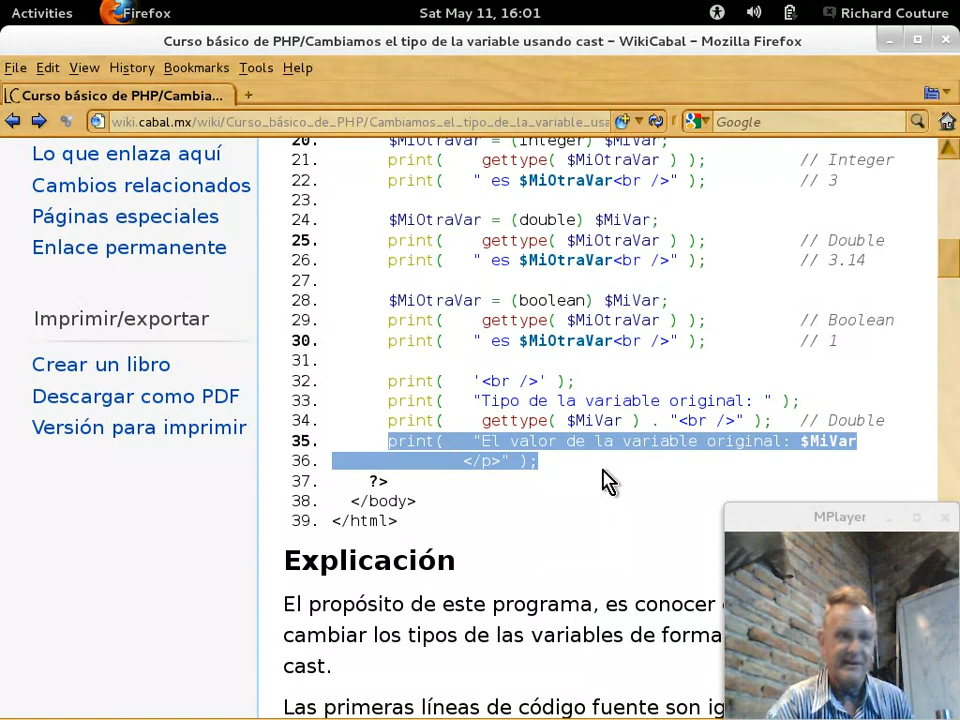 Activities Firefox Sat May 11, 16:01 Richard Couture
Curso básico de PHP/Cambiamos el tipo de la variable usando cast – WikiCabal – Mozilla Firefox
File Edit View History Bookmarks Tools Help
Curso básico de PHP/Cambia...
wiki.cabal.mx/wiki/Curso_básico_de_PHP/Cambiamos_el_tipo_de_la_variable_usa Google
Lo que enlaza aquí
Cambios relacionados
Páginas especiales
Enlace permanente
Imprimir/exportar
Crear un libro
Descargar como PDF
Versión para imprimir
20. $MiOtraVar = (integer) $MiVar;
21. print( gettype( $MiOtraVar ) ); // Integer
22. print( " es $MiOtraVar<br />" ); // 3
23.
24. $MiOtraVar = (double) $MiVar;
25. print( gettype( $MiOtraVar ) ); // Double
26. print( " es $MiOtraVar<br />" ); // 3.14
27.
28. $MiOtraVar = (boolean) $MiVar;
29. print( gettype( $MiOtraVar ) ); // Boolean
30. print( " es $MiOtraVar<br />" ); // 1
31.
32. print( '<br />' );
33. print( "Tipo de la variable original: " );
34. print( gettype( $MiVar ) . "<br />" ); // Double
35. print( "El valor de la variable original: $MiVar
36. </p>" );
37. ?>
38. </body>
39. </html>
MPlayer
Explicación
El propósito de este programa, es conocer
cambiar los tipos de las variables de forma
cast.
Las primeras líneas de código fuente son